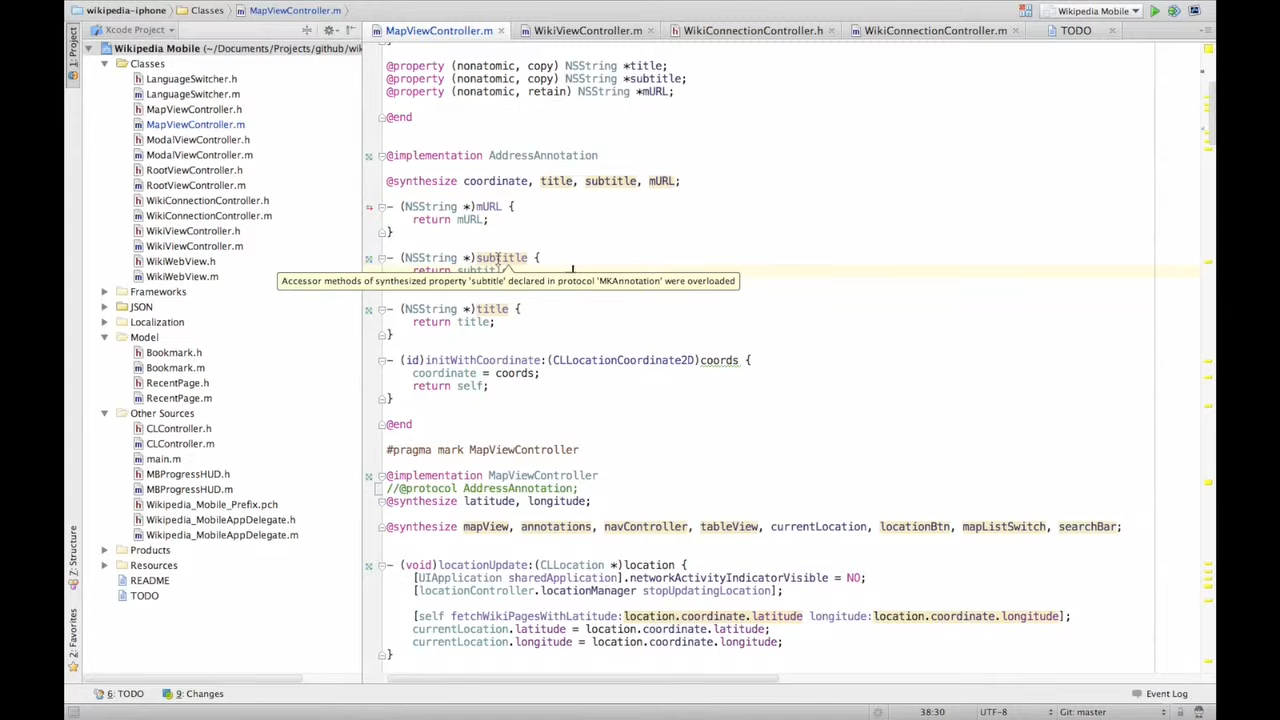 wikipedia-iphone Classes MapViewController.m Wikipedia Mobile
1: Project
Xcode Project
MapViewController.m WikiViewController.m WikiConnectionController.h WikiConnectionController.m TODO
Wikipedia Mobile (~/Documents/Projects/github/wik
Classes
LanguageSwitcher.h
LanguageSwitcher.m
MapViewController.h
MapViewController.m
ModalViewController.h
ModalViewController.m
RootViewController.h
RootViewController.m
WikiConnectionController.h
WikiConnectionController.m
WikiViewController.h
WikiViewController.m
WikiWebView.h
WikiWebView.m
Frameworks
JSON
Localization
Model
Bookmark.h
Bookmark.m
RecentPage.h
RecentPage.m
Other Sources
CLController.h
CLController.m
main.m
MBProgressHUD.h
MBProgressHUD.m
Wikipedia_Mobile_Prefix.pch
Wikipedia_MobileAppDelegate.h
Wikipedia_MobileAppDelegate.m
Products
Resources
README
TODO
7: Structure
2: Favorites
@property (nonatomic, copy) NSString *title;
@property (nonatomic, copy) NSString *subtitle;
@property (nonatomic, retain) NSString *mURL;
@end
@implementation AddressAnnotation
@synthesize coordinate, title, subtitle, mURL;
- (NSString *)mURL {
return mURL;
}
- (NSString *)subtitle {
return subtitl
Accessor methods of synthesized property 'subtitle' declared in protocol 'MKAnnotation' were overloaded
- (NSString *)title {
return title;
}
- (id)initWithCoordinate:(CLLocationCoordinate2D)coords {
coordinate = coords;
return self;
}
@end
#pragma mark MapViewController
@implementation MapViewController
//@protocol AddressAnnotation;
@synthesize latitude, longitude;
@synthesize mapView, annotations, navController, tableView, currentLocation, locationBtn, mapListSwitch, searchBar;
- (void)locationUpdate:(CLLocation *)location {
[UIApplication sharedApplication].networkActivityIndicatorVisible = NO;
[locationController.locationManager stopUpdatingLocation];
[self fetchWikiPagesWithLatitude:location.coordinate.latitude longitude:location.coordinate.longitude];
currentLocation.latitude = location.coordinate.latitude;
currentLocation.longitude = location.coordinate.longitude;
}
6: TODO 9: Changes Event Log
38:30 UTF-8 Git: master